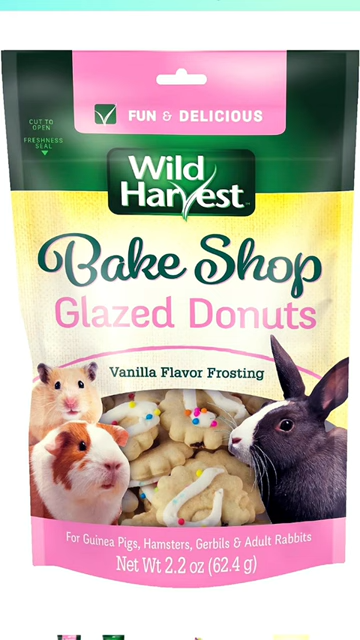 FUN & DELICIOUS
CUT TO
OPEN
FRESHNESS
SEAL
Wild
Harvest
Bake Shop
Glazed Donuts
Vanilla Flavor Frosting
For Guinea Pigs, Hamsters, Gerbils & Adult Rabbits
Net Wt 2.2 oz (62.4 g)